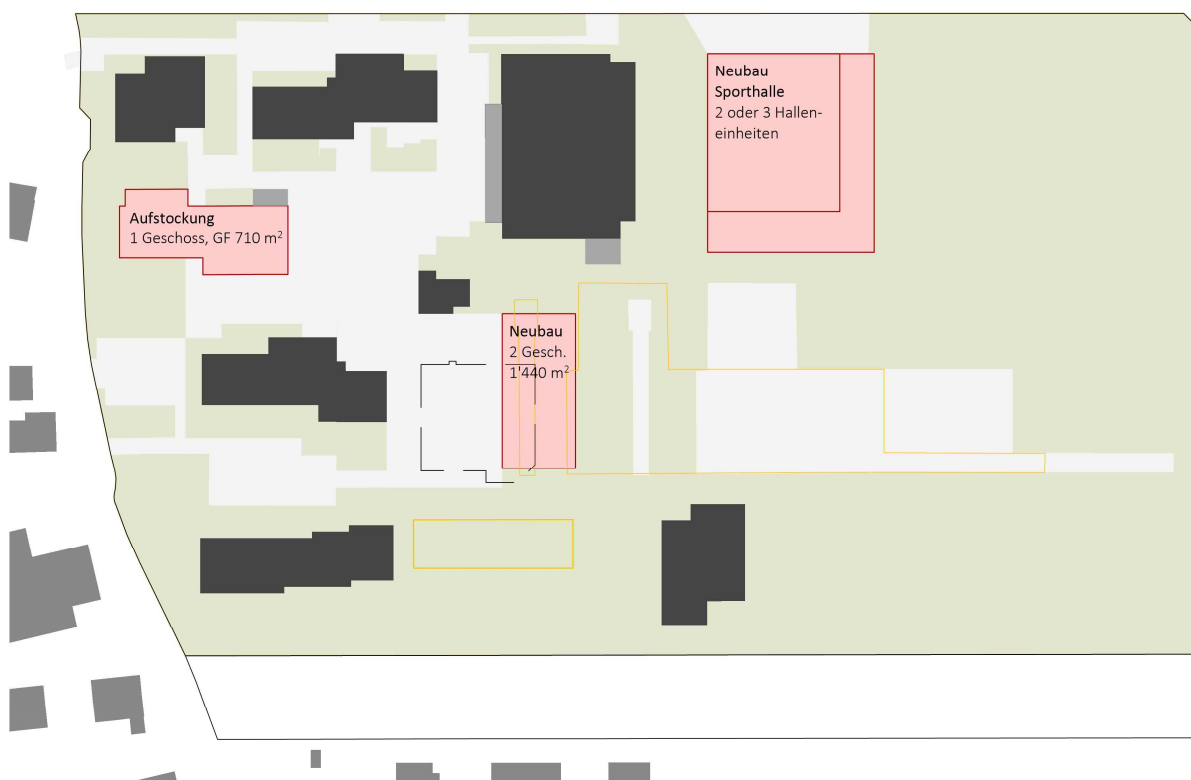 Neubau
Sporthalle
2 oder 3 Hallen-
einheiten
Aufstockung
1 Geschoss, GF 710 m²
Neubau
2 Gesch.
1'440 m²